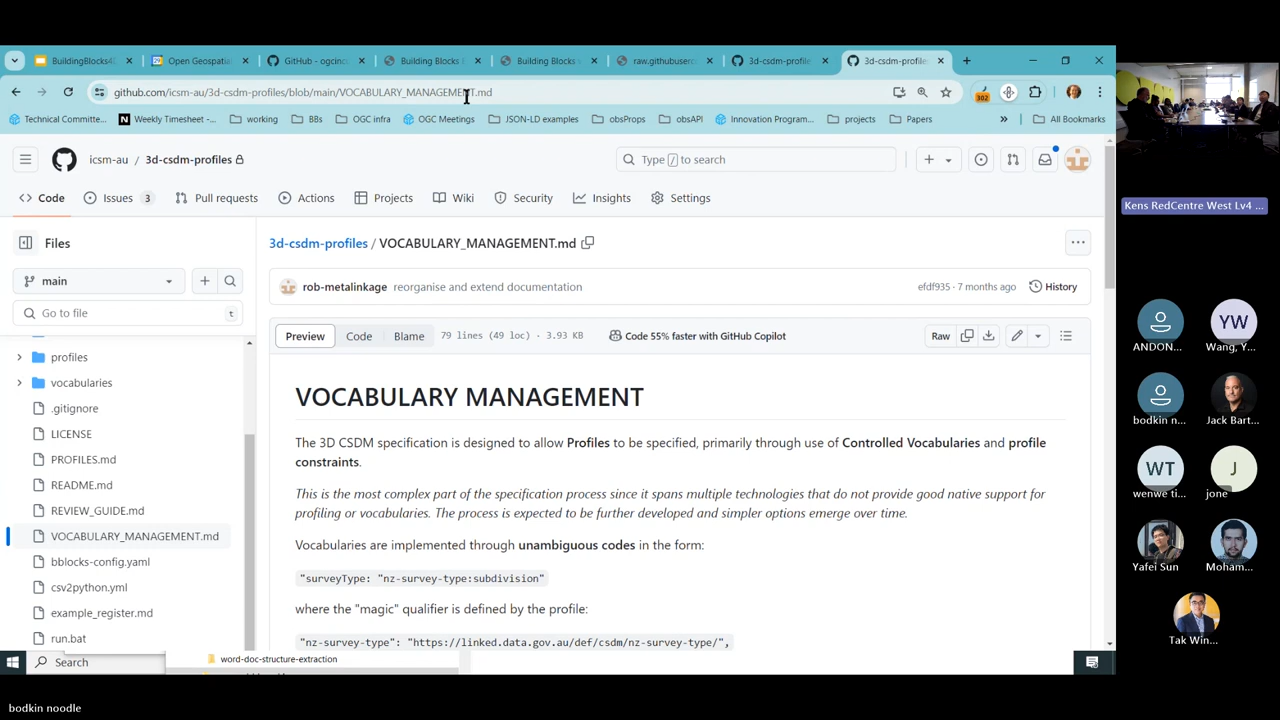 BuildingBlocks4
Open Geospatial
GitHub - ogcinc
Building Blocks
Building Blocks
raw.githubuserc
3d-csdm-profile
3d-csdm-profile
github.com/icsm-au/3d-csdm-profiles/blob/main/VOCABULARY_MANAGEMENT.md
302
Technical Committe...
Weekly Timesheet -...
working
BBs
OGC infra
OGC Meetings
JSON-LD examples
obsProps
obsAPI
Innovation Program...
projects
Papers
»
All Bookmarks
icsm-au / 3d-csdm-profiles
Type / to search
Code
Issues 3
Pull requests
Actions
Projects
Wiki
Security
Insights
Settings
Files
main
Go to file
t
profiles
vocabularies
.gitignore
LICENSE
PROFILES.md
README.md
REVIEW_GUIDE.md
VOCABULARY_MANAGEMENT.md
bblocks-config.yaml
csv2python.yml
example_register.md
run.bat
3d-csdm-profiles / VOCABULARY_MANAGEMENT.md
rob-metalinkage reorganise and extend documentation
efdf935 · 7 months ago
History
Preview
Code
Blame
79 lines (49 loc) · 3.93 KB
Code 55% faster with GitHub Copilot
Raw
VOCABULARY MANAGEMENT
The 3D CSDM specification is designed to allow Profiles to be specified, primarily through use of Controlled Vocabularies and profile
constraints.
This is the most complex part of the specification process since it spans multiple technologies that do not provide good native support for
profiling or vocabularies. The process is expected to be further developed and simpler options emerge over time.
Vocabularies are implemented through unambiguous codes in the form:
"surveyType: "nz-survey-type:subdivision"
where the "magic" qualifier is defined by the profile:
"nz-survey-type": "https://linked.data.gov.au/def/csdm/nz-survey-type/",
Search
word-doc-structure-extraction
Kens RedCentre West Lv4 ...
ANDON...
YW
Wang, Y...
bodkin n...
Jack Bart...
WT
wenwe ti...
J
jone
Yafei Sun
Moham...
Tak Win...
bodkin noodle